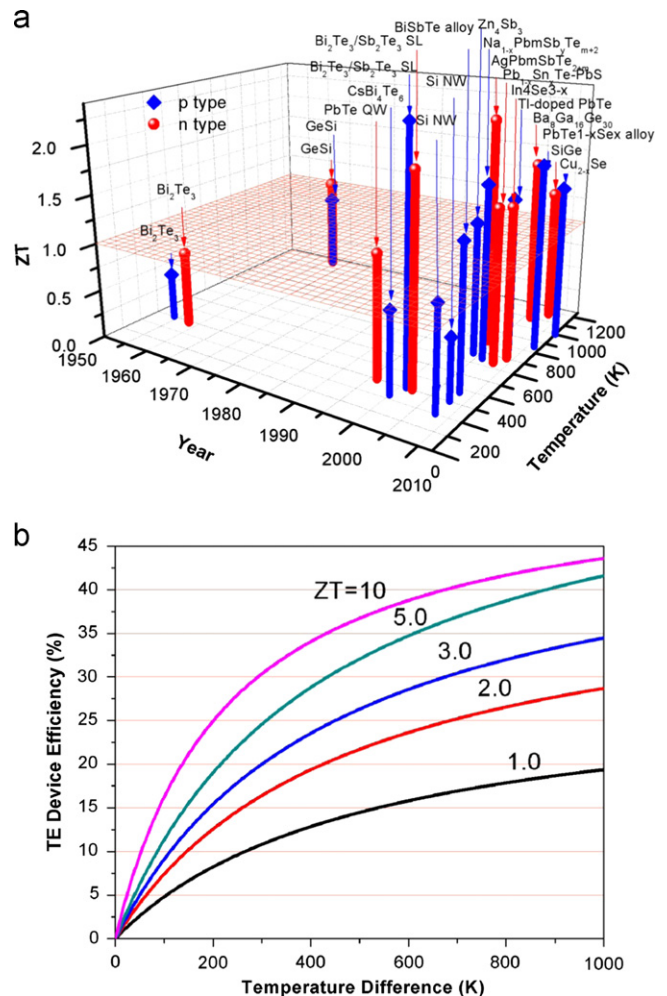 a
BiSbTe alloy Zn₄Sb₃
Bi₂Te₃/Sb₂Te₃ SL Na₁₋ₓPbmSbᵧTeₘ₊₂
AgPbmSbTe₂₊ₘ
Bi₂Te₃/Sb₂Te₃ SL Si NW Pb₁₋ₓSnₓTe-PbS
p type CsBi₄Te₆ In4Se3-x
n type PbTe QW Si NW Tl-doped PbTe
GeSi Ba₈Ga₁₆Ge₃₀
GeSi PbTe1-xSex alloy
SiGe
Bi₂Te₃ Cu₂₋ₓSe
Bi₂Te₃
ZT
2.0
1.5
1.0
0.5
0.0
1950
1960
1970
1980
1990
2000
2010
Year
0
200
400
600
800
1000
1200
Temperature (K)
b
45
40
35
30
25
20
15
10
5
0
TE Device Efficiency (%)
ZT=10
5.0
3.0
2.0
1.0
0 200 400 600 800 1000
Temperature Difference (K)